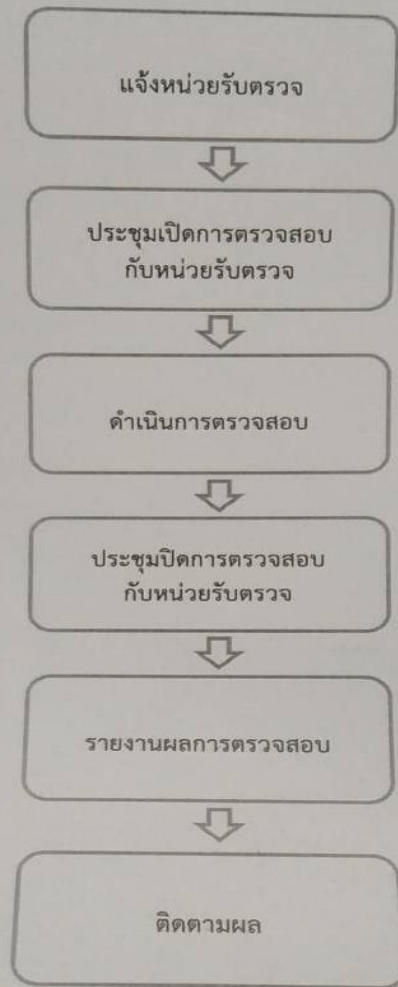 แจ้งหน่วยรับตรวจ
ประชุมเปิดการตรวจสอบ
กับหน่วยรับตรวจ
ดำเนินการตรวจสอบ
ประชุมปิดการตรวจสอบ
กับหน่วยรับตรวจ
รายงานผลการตรวจสอบ
ติดตามผล